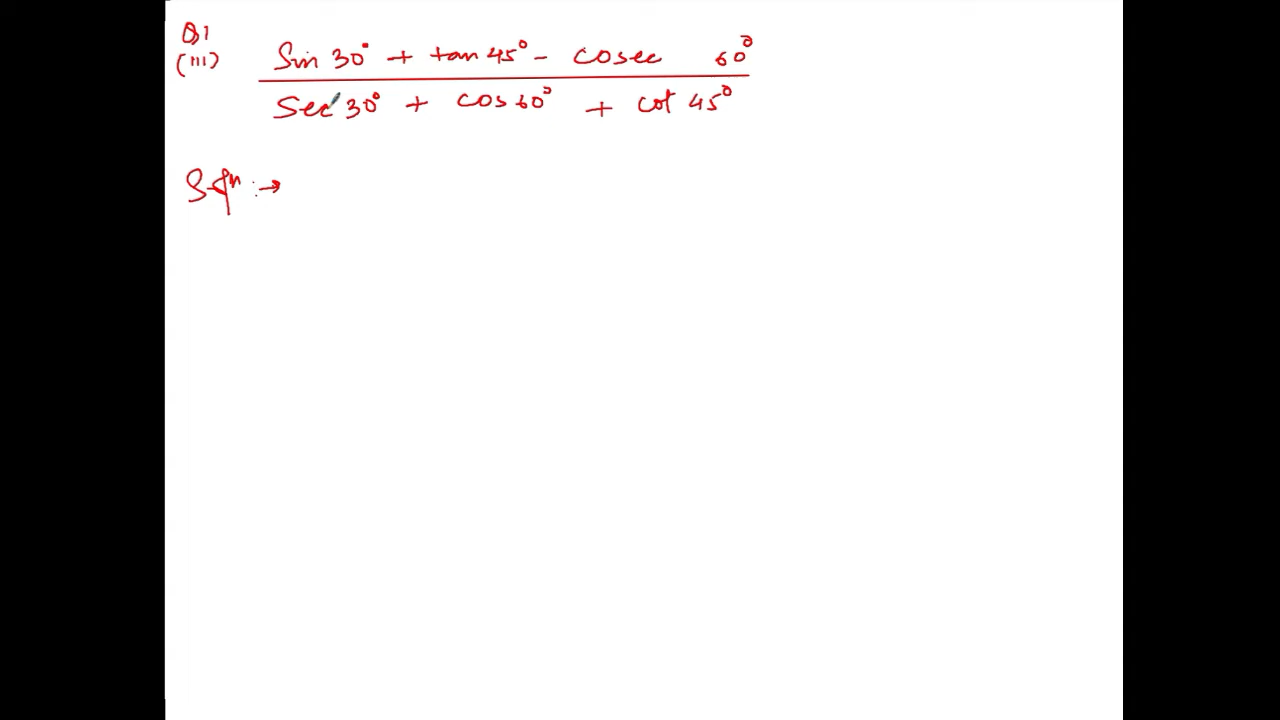 Q1
(III) Sin 30° + tan 45° - cosec 60°
Sec 30° + cos 60° + cot 45°
Solⁿ :→